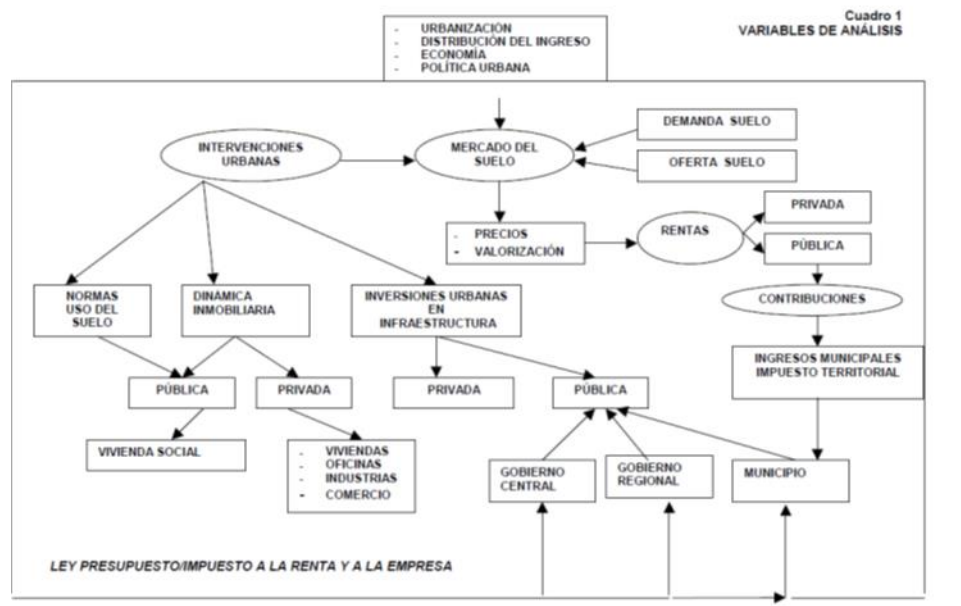 Cuadro 1
VARIABLES DE ANÁLISIS
- URBANIZACIÓN
- DISTRIBUCIÓN DEL INGRESO
- ECONOMÍA
- POLÍTICA URBANA
DEMANDA SUELO
INTERVENCIONES
URBANAS
MERCADO DEL
SUELO
OFERTA SUELO
PRIVADA
- PRECIOS
- VALORIZACIÓN
RENTAS
PÚBLICA
NORMAS
USO DEL
SUELO
DINÁMICA
INMOBILIARIA
INVERSIONES URBANAS
EN
INFRAESTRUCTURA
CONTRIBUCIONES
INGRESOS MUNICIPALES
IMPUESTO TERRITORIAL
PÚBLICA
PRIVADA
PRIVADA
PÚBLICA
VIVIENDA SOCIAL
- VIVIENDAS
- OFICINAS
- INDUSTRIAS
- COMERCIO
GOBIERNO
CENTRAL
GOBIERNO
REGIONAL
MUNICIPIO
LEY PRESUPUESTO/IMPUESTO A LA RENTA Y A LA EMPRESA